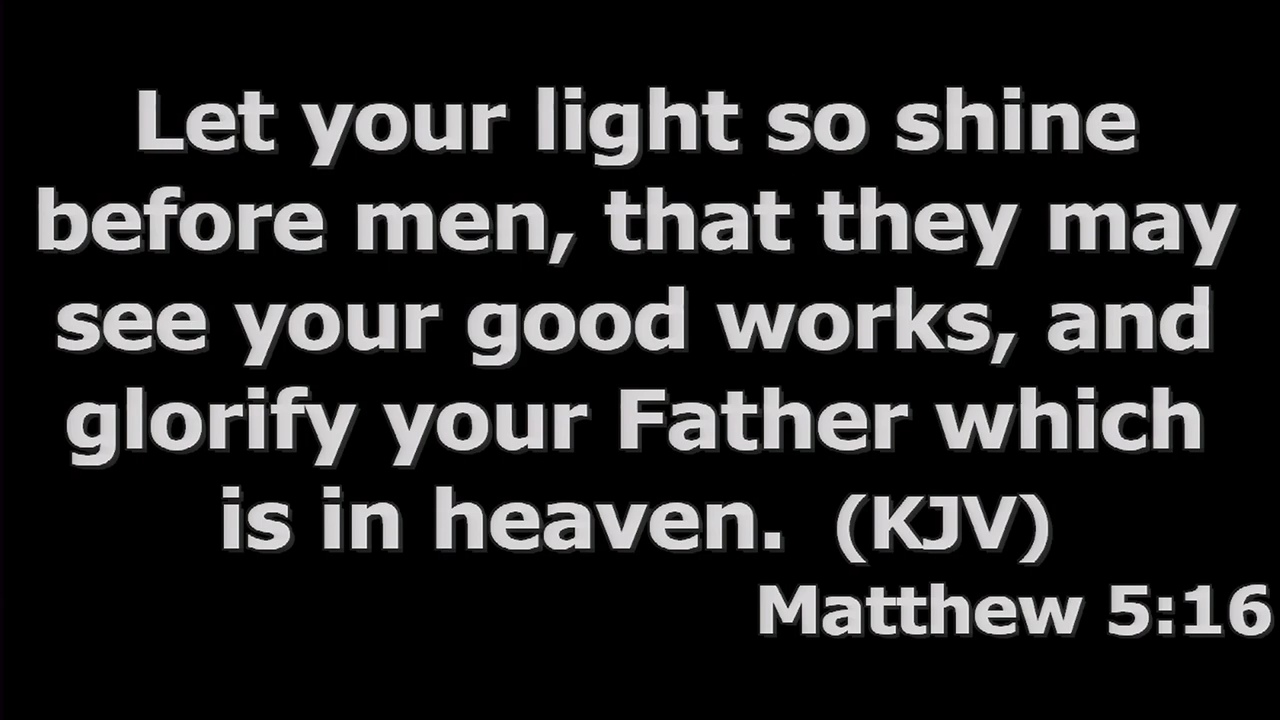 Let your light so shine
before men, that they may
see your good works, and
glorify your Father which
is in heaven. (KJV)
Matthew 5:16